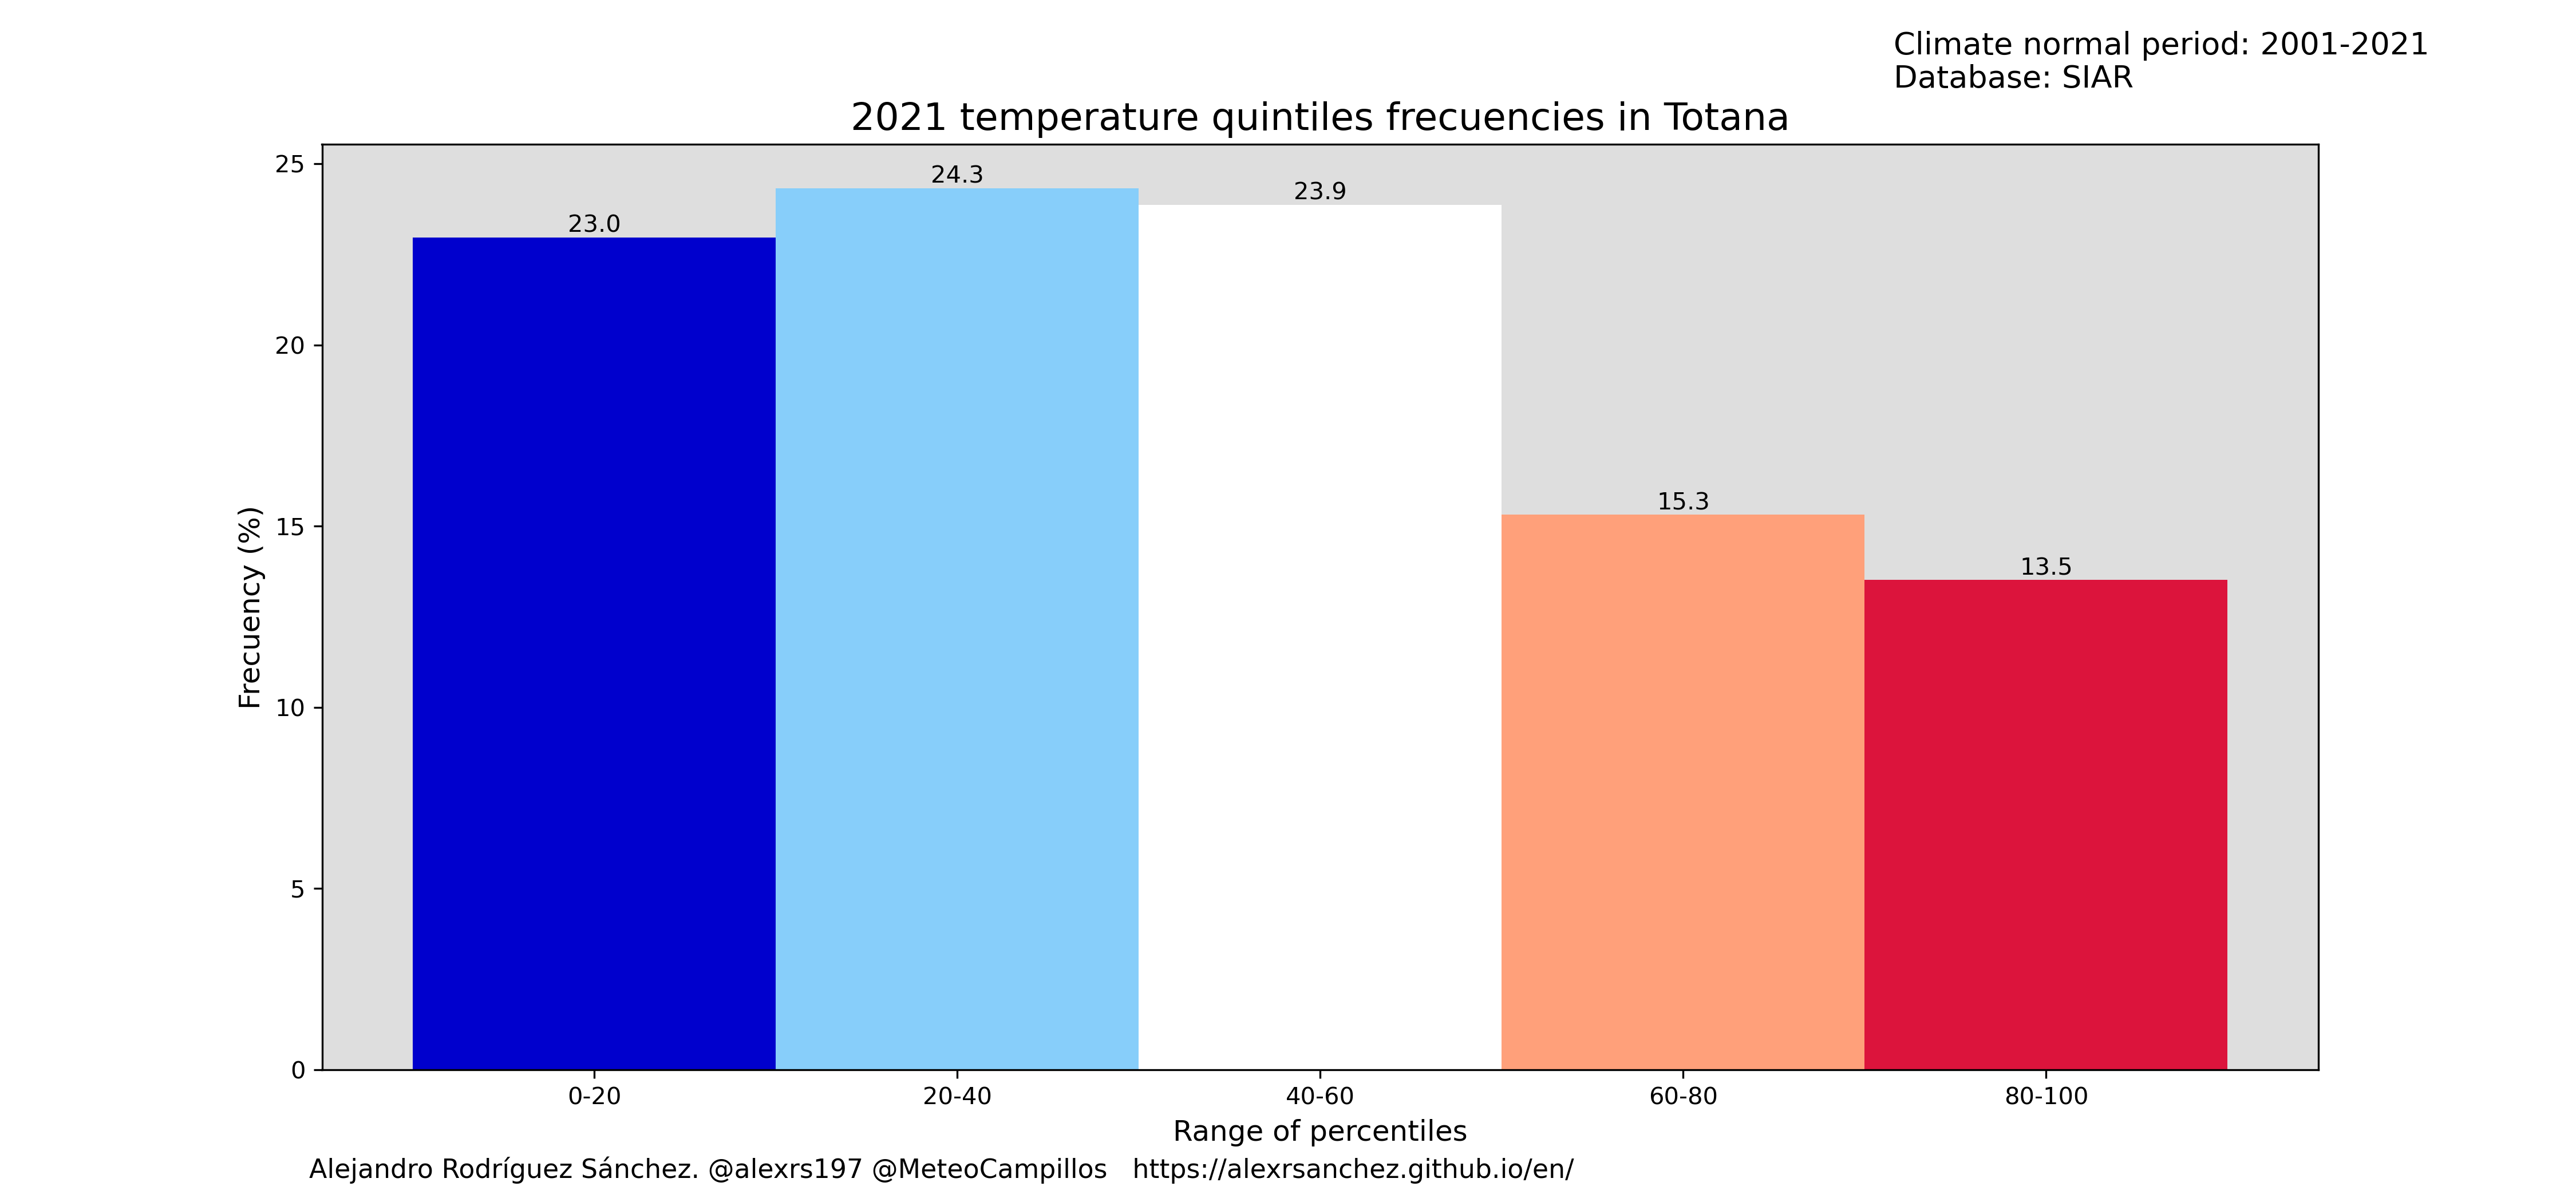 Climate normal period: 2001-2021
Database: SIAR
2021 temperature quintiles frecuencies in Totana
25
20
15
10
5
0
Frecuency (%)
23.0
24.3
23.9
15.3
13.5
0-20
20-40
40-60
60-80
80-100
Range of percentiles
Alejandro Rodríguez Sánchez. @alexrs197 @MeteoCampillos https://alexrsanchez.github.io/en/